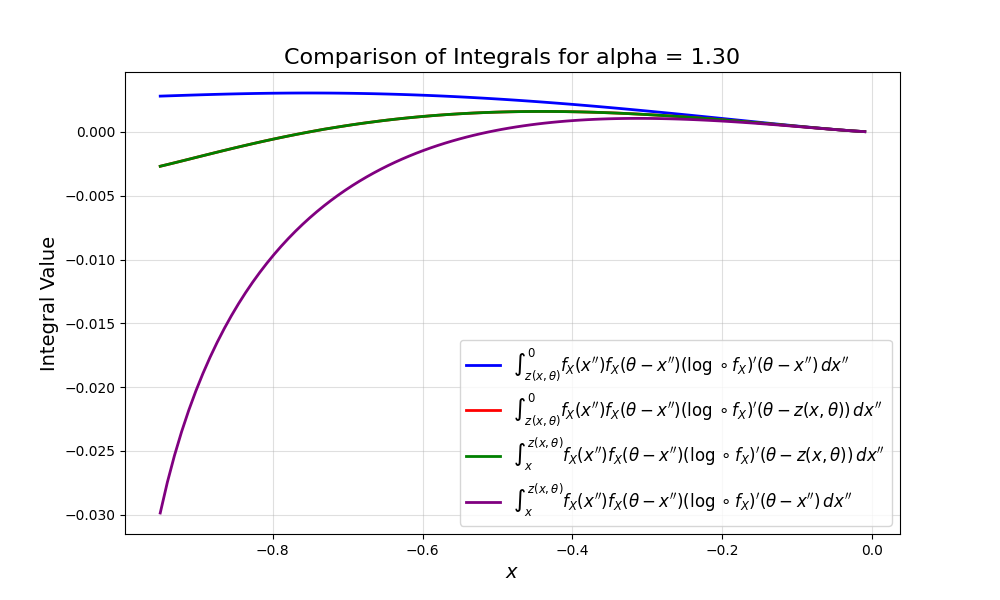 Comparison of Integrals for alpha = 1.30
Integral Value
0.000
−0.005
−0.010
−0.015
−0.020
−0.025
−0.030
∫_{z(x, θ)}^{0} f_X(x″)f_X(θ − x″)(log ∘ f_X)′(θ − x″) dx″
∫_{z(x, θ)}^{0} f_X(x″)f_X(θ − x″)(log ∘ f_X)′(θ − z(x, θ)) dx″
∫_{x}^{z(x, θ)} f_X(x″)f_X(θ − x″)(log ∘ f_X)′(θ − z(x, θ)) dx″
∫_{x}^{z(x, θ)} f_X(x″)f_X(θ − x″)(log ∘ f_X)′(θ − x″) dx″
−0.8 −0.6 −0.4 −0.2 0.0
x